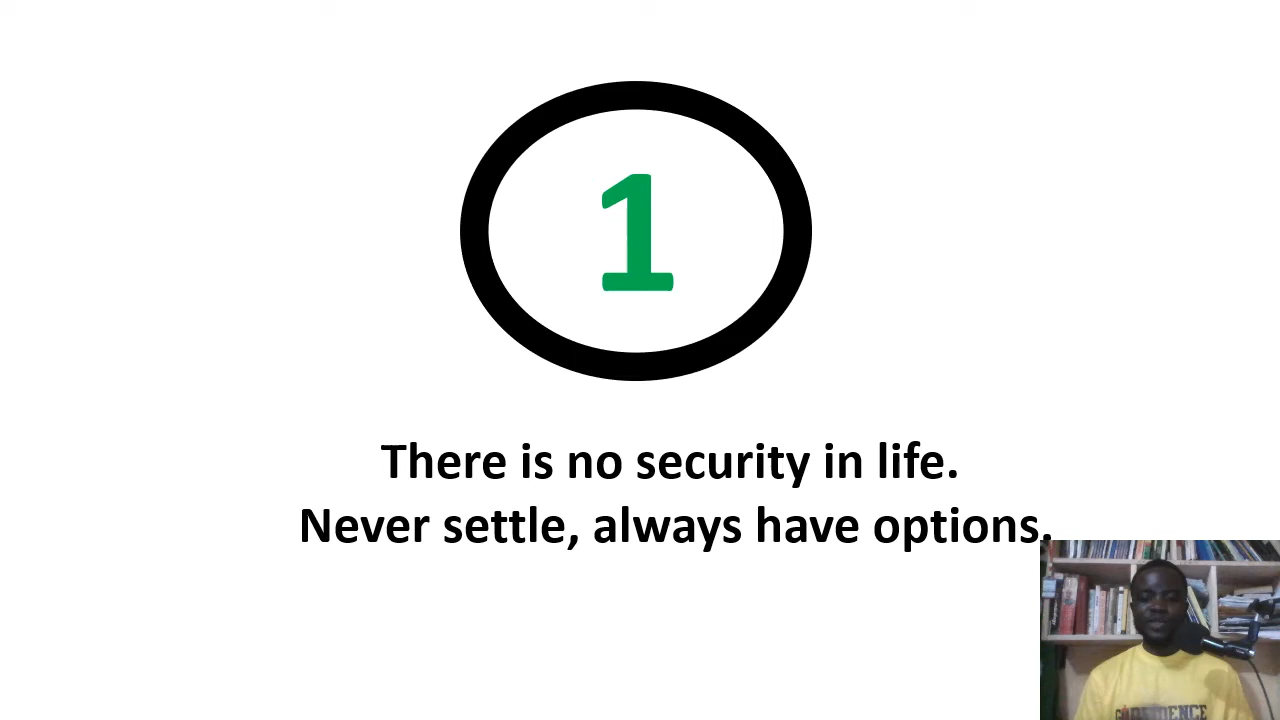 1
There is no security in life.
Never settle, always have options.